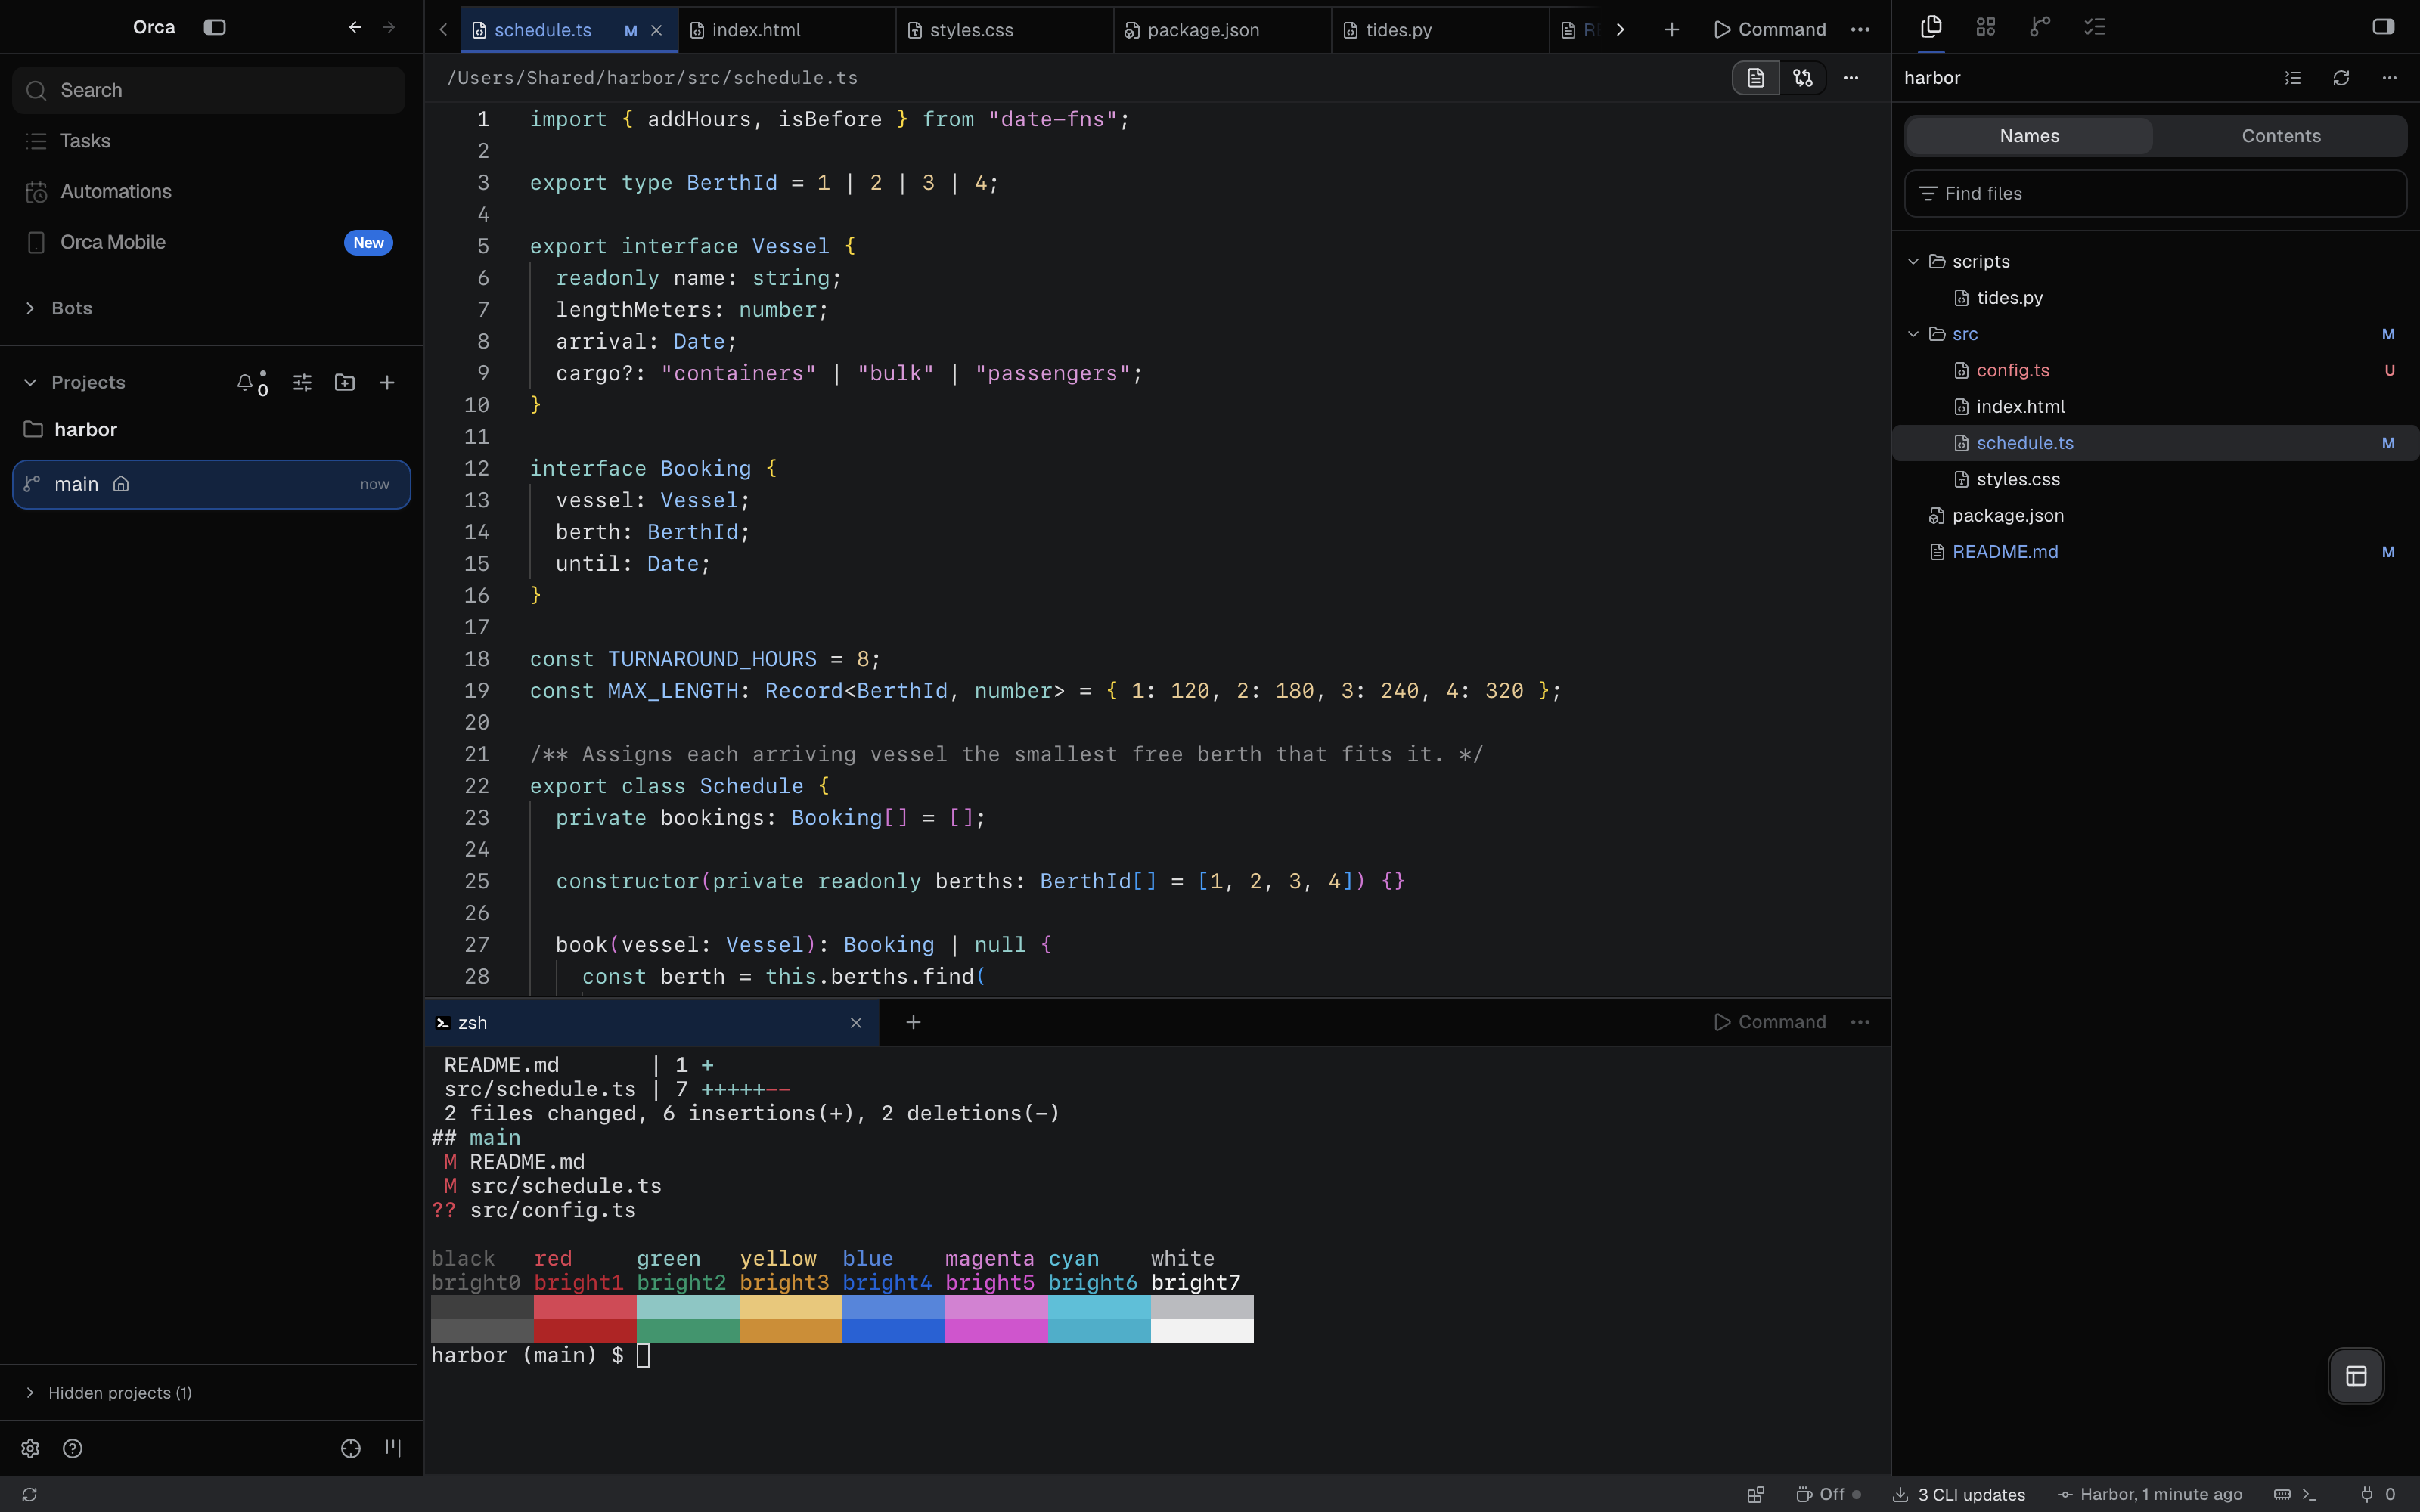 Orca
Search
Tasks
Automations
Orca Mobile
New
Bots
Projects
0
harbor
main
now
Hidden projects (1)
schedule.ts M
index.html
styles.css
package.json
tides.py
Command
/Users/Shared/harbor/src/schedule.ts
1 import { addHours, isBefore } from "date-fns";
2
3 export type BerthId = 1 | 2 | 3 | 4;
4
5 export interface Vessel {
6 readonly name: string;
7 lengthMeters: number;
8 arrival: Date;
9 cargo?: "containers" | "bulk" | "passengers";
10 }
11
12 interface Booking {
13 vessel: Vessel;
14 berth: BerthId;
15 until: Date;
16 }
17
18 const TURNAROUND_HOURS = 8;
19 const MAX_LENGTH: Record<BerthId, number> = { 1: 120, 2: 180, 3: 240, 4: 320 };
20
21 /** Assigns each arriving vessel the smallest free berth that fits it. */
22 export class Schedule {
23 private bookings: Booking[] = [];
24
25 constructor(private readonly berths: BerthId[] = [1, 2, 3, 4]) {}
26
27 book(vessel: Vessel): Booking | null {
28 const berth = this.berths.find(
zsh
Command
README.md | 1 +
src/schedule.ts | 7 +++++--
2 files changed, 6 insertions(+), 2 deletions(-)
## main
M README.md
M src/schedule.ts
?? src/config.ts
black red green yellow blue magenta cyan white
bright0 bright1 bright2 bright3 bright4 bright5 bright6 bright7
harbor (main) $
harbor
Names
Contents
Find files
scripts
tides.py
src M
config.ts U
index.html
schedule.ts M
styles.css
package.json
README.md M
Off
3 CLI updates
Harbor, 1 minute ago
0